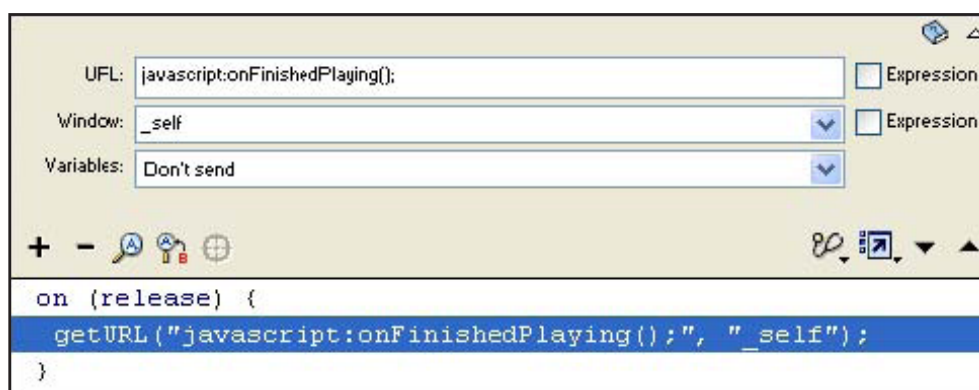 UFL: javascript:onFinishedPlaying(); Expression
Window: _self Expression
Variables: Don't send
on (release) {
getURL("javascript:onFinishedPlaying();", "_self");
}